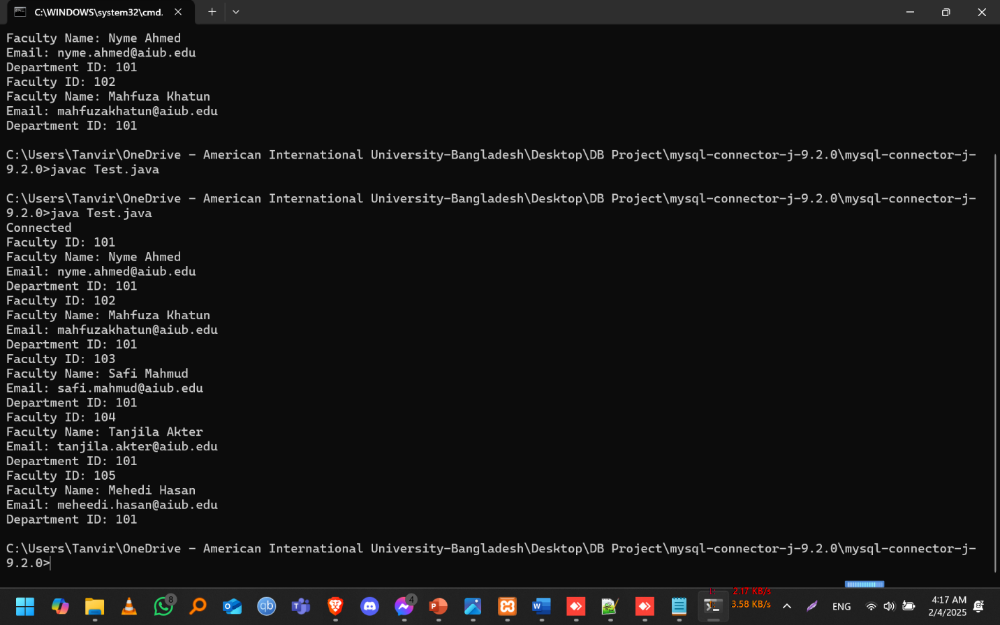 C:\WINDOWS\system32\cmd.
Faculty Name: Nyme Ahmed
Email: nyme.ahmed@aiub.edu
Department ID: 101
Faculty ID: 102
Faculty Name: Mahfuza Khatun
Email: mahfuzakhatun@aiub.edu
Department ID: 101
C:\Users\Tanvir\OneDrive - American International University-Bangladesh\Desktop\DB Project\mysql-connector-j-9.2.0\mysql-connector-j-
9.2.0>javac Test.java
C:\Users\Tanvir\OneDrive - American International University-Bangladesh\Desktop\DB Project\mysql-connector-j-9.2.0\mysql-connector-j-
9.2.0>java Test.java
Connected
Faculty ID: 101
Faculty Name: Nyme Ahmed
Email: nyme.ahmed@aiub.edu
Department ID: 101
Faculty ID: 102
Faculty Name: Mahfuza Khatun
Email: mahfuzakhatun@aiub.edu
Department ID: 101
Faculty ID: 103
Faculty Name: Safi Mahmud
Email: safi.mahmud@aiub.edu
Department ID: 101
Faculty ID: 104
Faculty Name: Tanjila Akter
Email: tanjila.akter@aiub.edu
Department ID: 101
Faculty ID: 105
Faculty Name: Mehedi Hasan
Email: meheedi.hasan@aiub.edu
Department ID: 101
C:\Users\Tanvir\OneDrive - American International University-Bangladesh\Desktop\DB Project\mysql-connector-j-9.2.0\mysql-connector-j-
9.2.0>
8
qb
4
2.17 KB/s
3.58 KB/s
ENG
4:17 AM
2/4/2025